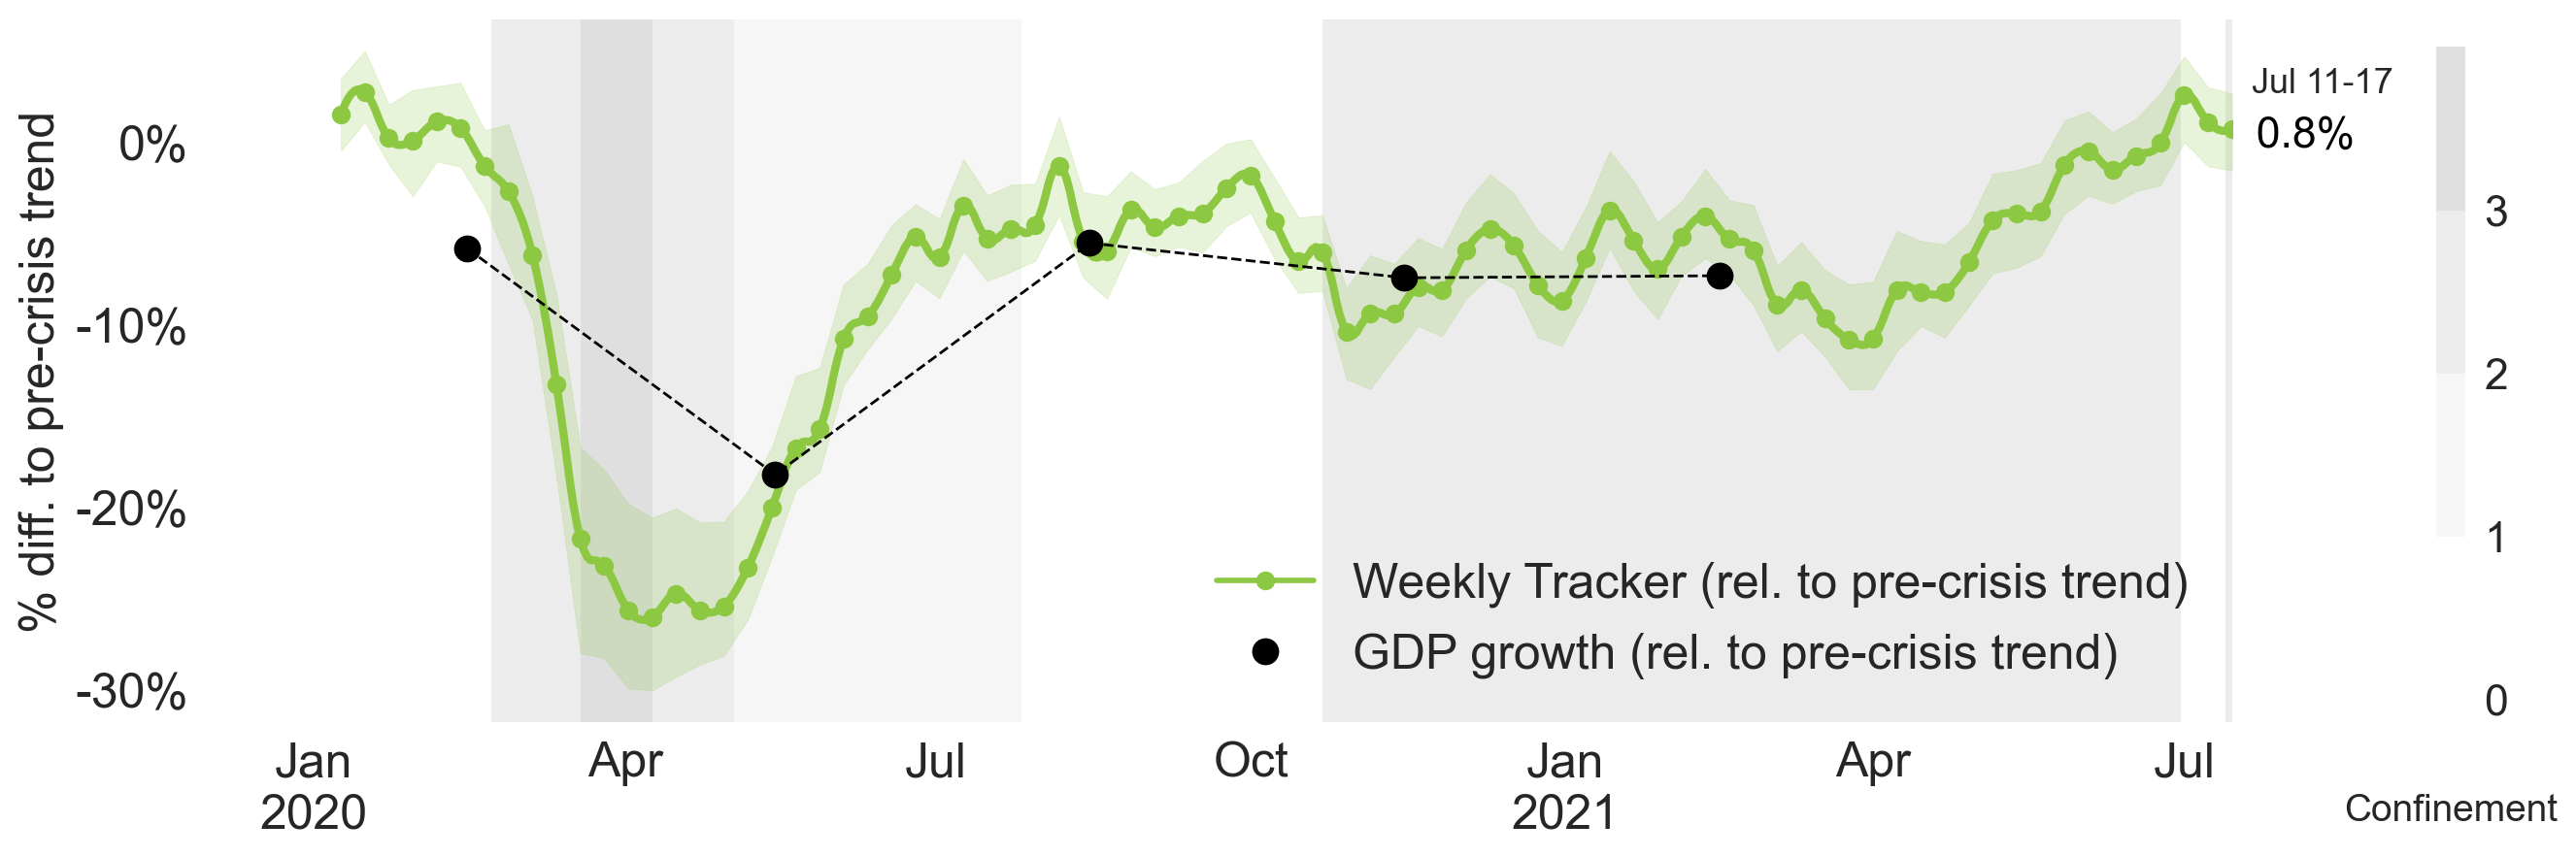 % diff. to pre-crisis trend
0%
-10%
-20%
-30%
Jan
2020
Apr
Jul
Oct
Jan
2021
Apr
Jul
Weekly Tracker (rel. to pre-crisis trend)
GDP growth (rel. to pre-crisis trend)
Jul 11-17
0.8%
3
2
1
0
Confinement